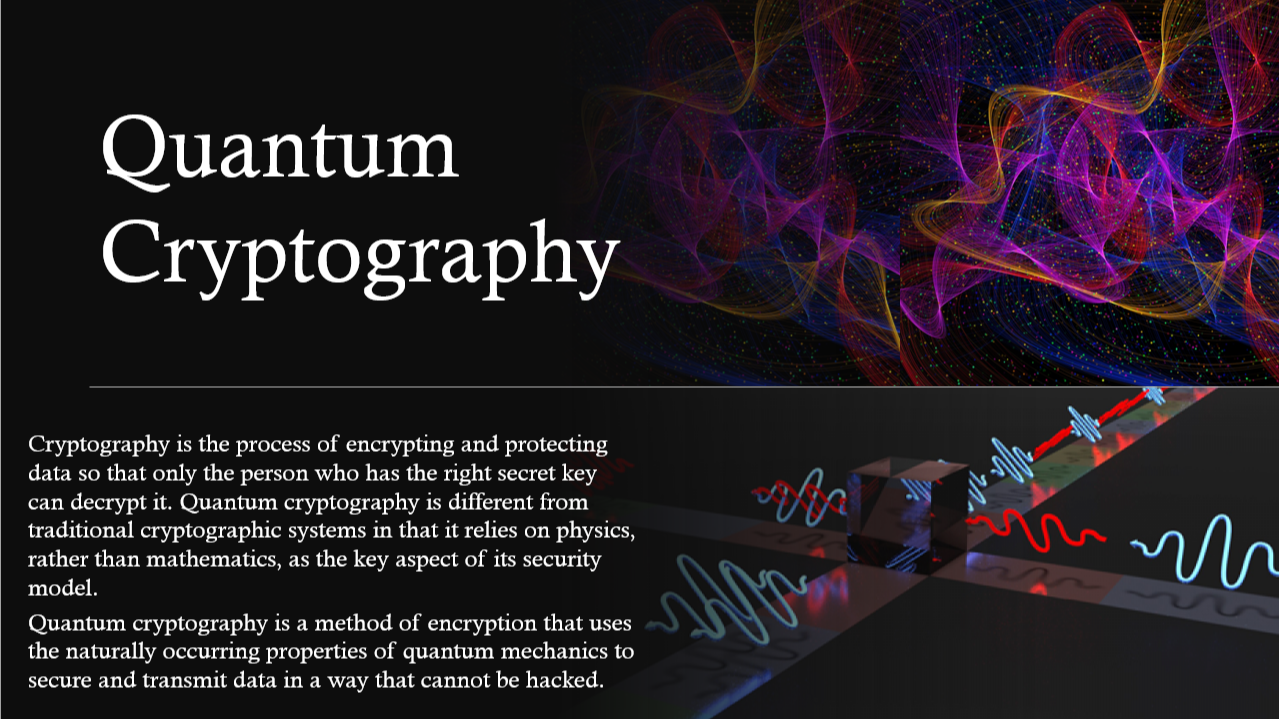 Quantum
Cryptography
Cryptography is the process of encrypting and protecting
data so that only the person who has the right secret key
can decrypt it. Quantum cryptography is different from
traditional cryptographic systems in that it relies on physics,
rather than mathematics, as the key aspect of its security
model.
Quantum cryptography is a method of encryption that uses
the naturally occurring properties of quantum mechanics to
secure and transmit data in a way that cannot be hacked.